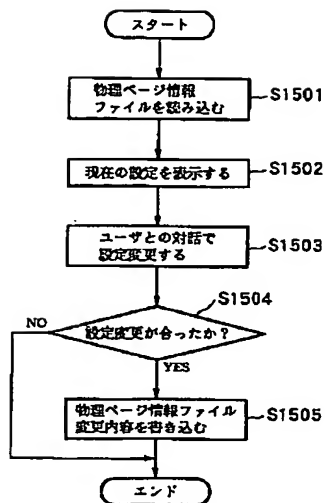 スタート
物理ページ情報
ファイルを読み込む
S1501
現在の設定を表示する
S1502
ユーザとの対話で
設定変更する
S1503
S1504
設定変更が合ったか?
NO
YES
物理ページ情報ファイル
変更内容を書き込む
S1505
エンド